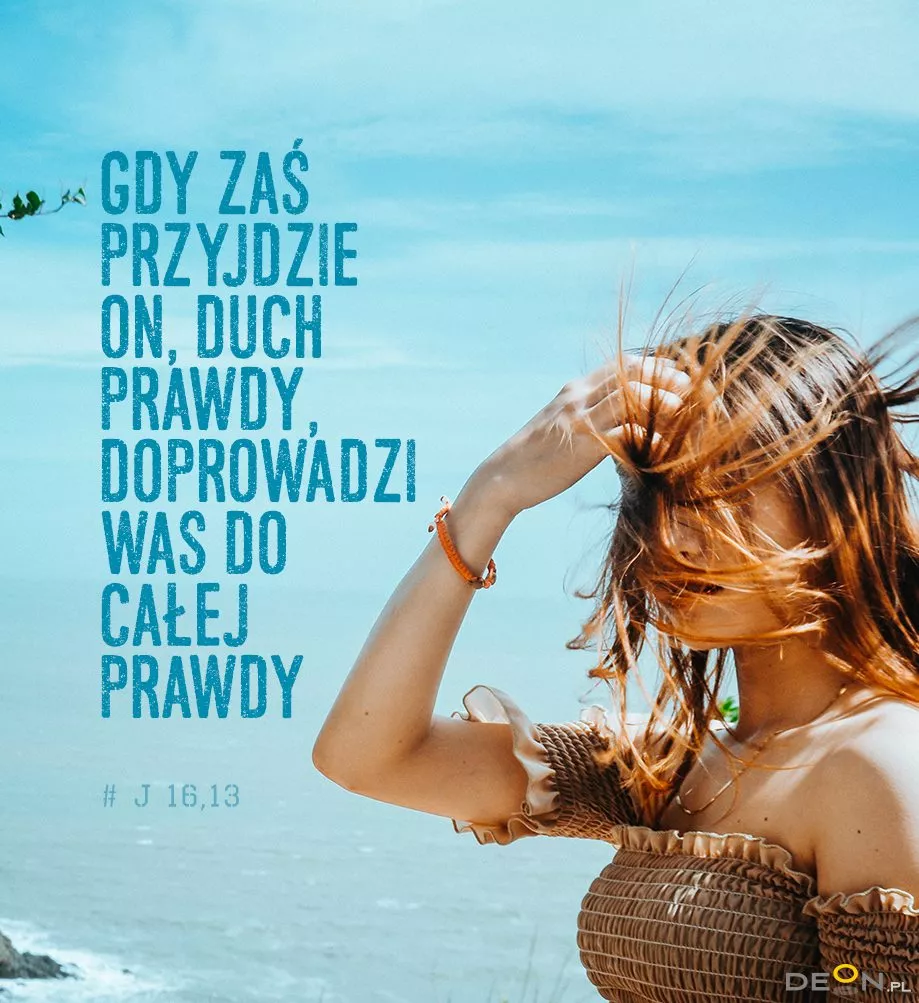 GDY ZAŚ
PRZYJDZIE
ON, DUCH
PRAWDY,
DOPROWADZI
WAS DO
CAŁEJ
PRAWDY
# J 16,13
DEON.PL